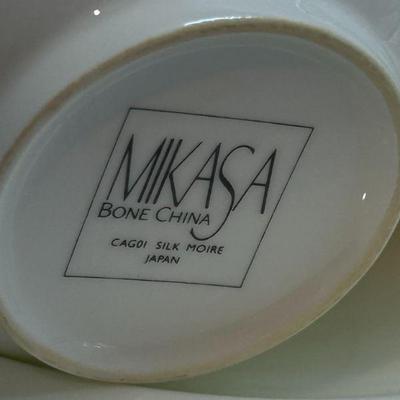 MIKASA
BONE CHINA
CAG01 SILK MOIRE
JAPAN